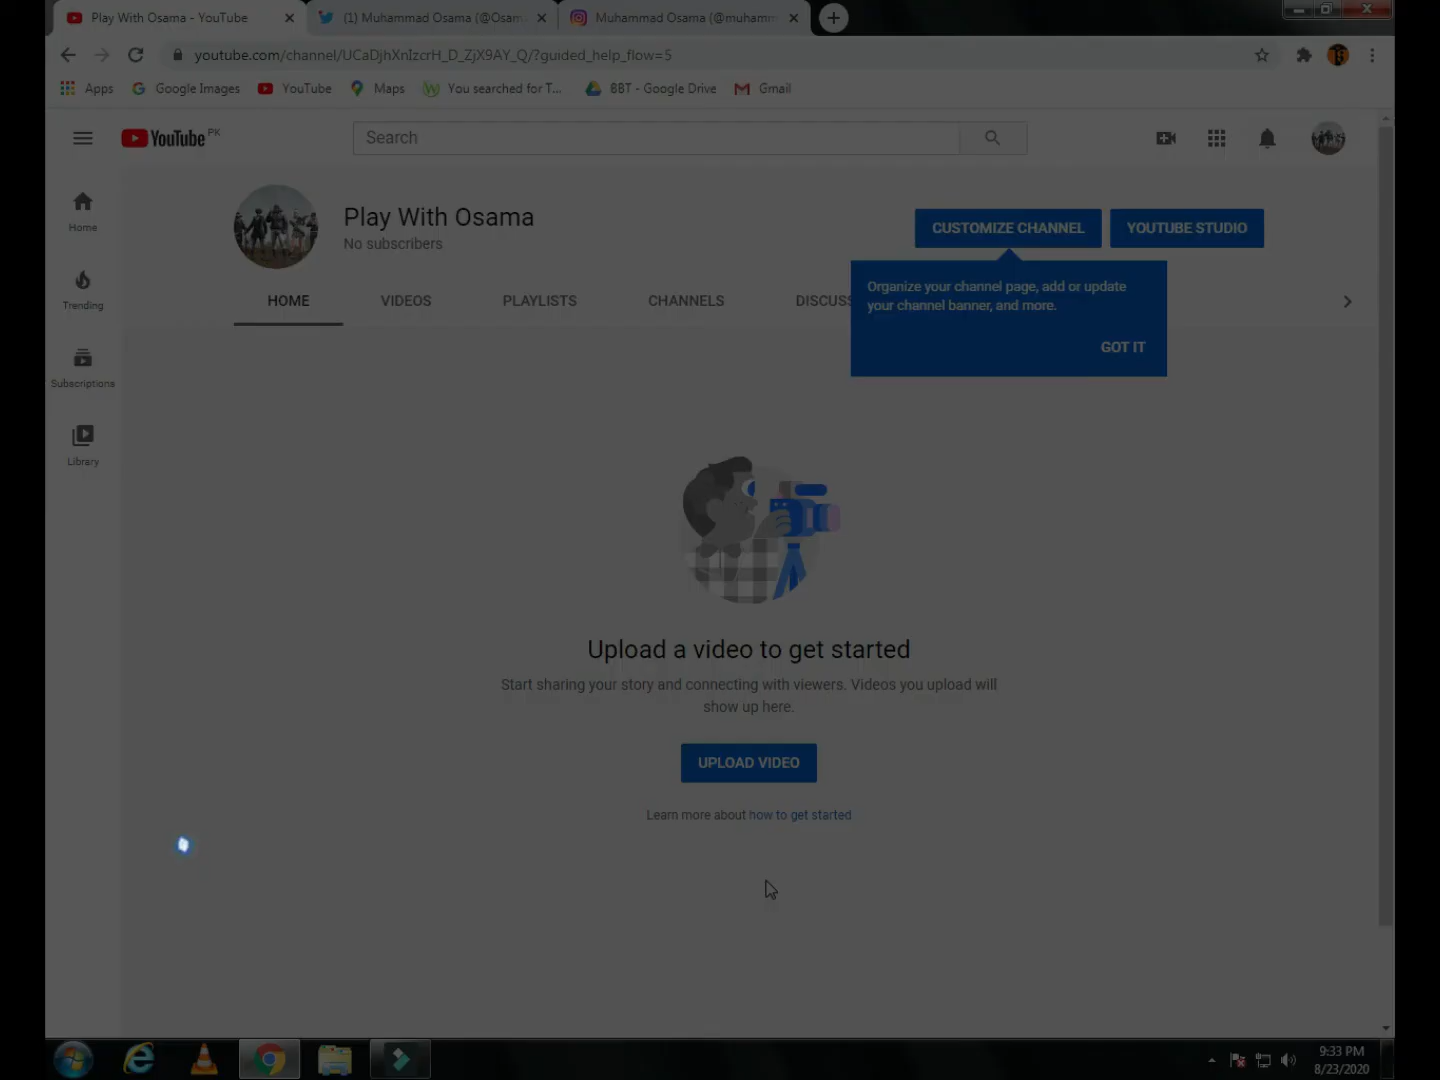 Play With Osama - YouTube
(1) Muhammad Osama (@Osam
Muhammad Osama (@muhamm
youtube.com/channel/UCaDjhXnIzcrH_D_ZjX9AY_Q/?guided_help_flow=5
Apps
Google Images
YouTube
Maps
You searched for T...
BBT - Google Drive
Gmail
YouTube PK
Search
Home
Trending
Subscriptions
Library
Play With Osama
No subscribers
CUSTOMIZE CHANNEL
YOUTUBE STUDIO
Organize your channel page, add or update
your channel banner, and more.
GOT IT
HOME
VIDEOS
PLAYLISTS
CHANNELS
DISCUSS
Upload a video to get started
Start sharing your story and connecting with viewers. Videos you upload will
show up here.
UPLOAD VIDEO
Learn more about how to get started
9:33 PM
8/23/2020